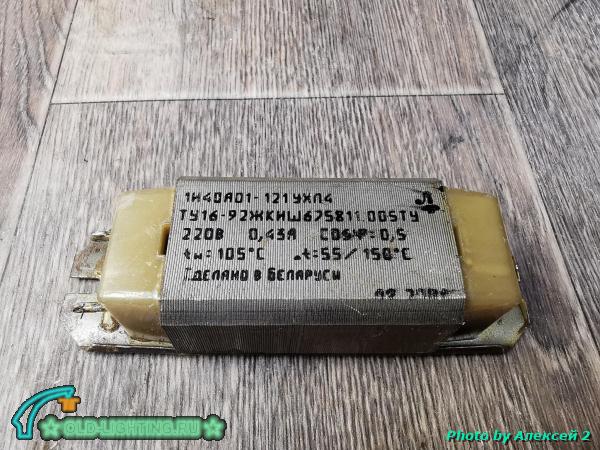 1И40А01-121УХЛ4
ТУ16-92ЖКИШ675811.005ТУ
220В 0,43А COSφ=0,5
tw=105°C Δt=55/150°C
Сделано в Беларуси
OLD-LIGHTING.RU
Photo by Алексей 2